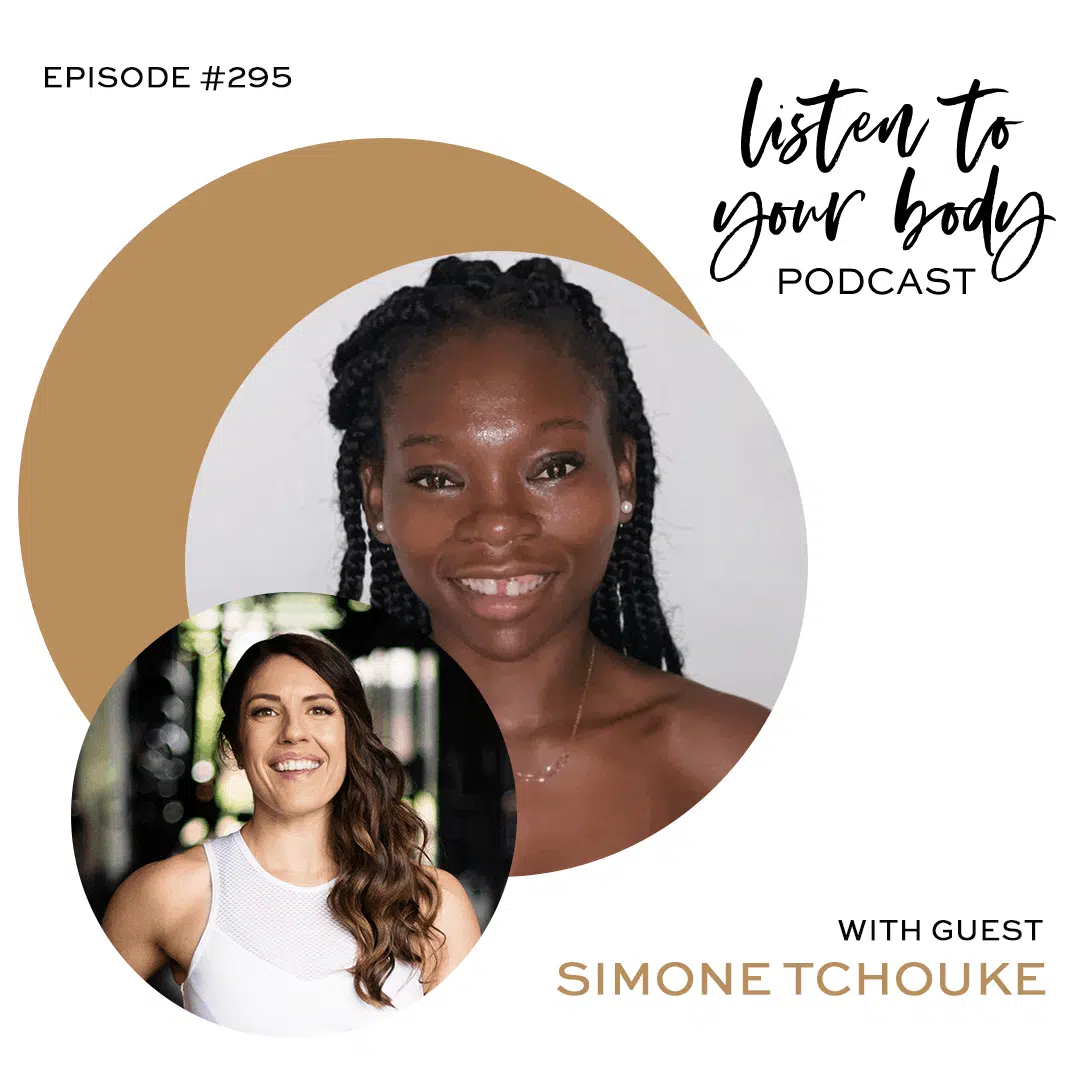 EPISODE #295
listen to
your body
PODCAST
WITH GUEST
SIMONE TCHOUKE